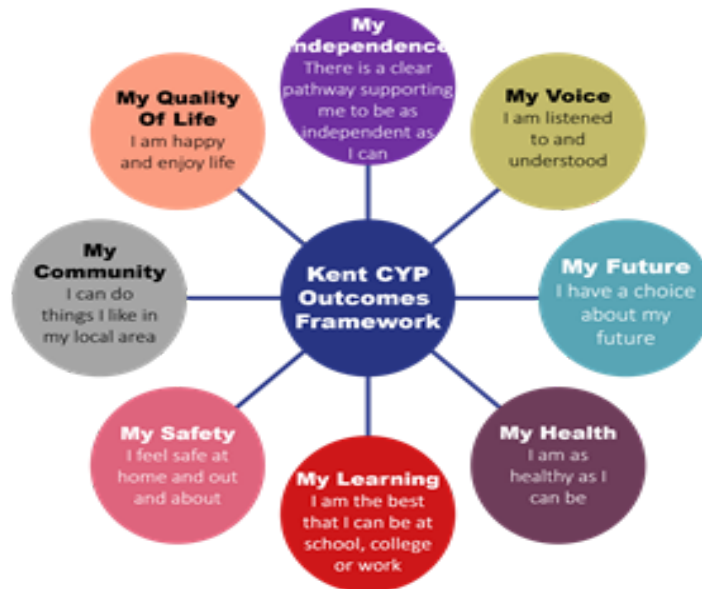 My
Independence
There is a clear
pathway supporting
me to be as
independent as
I can
My Voice
I am listened
to and
understood
My Future
I have a choice
about my
future
My Health
I am as
healthy as I
can be
My Learning
I am the best
that I can be at
school, college
or work
My Safety
I feel safe at
home and out
and about
My
Community
I can do
things I like in
my local area
My Quality
Of Life
I am happy
and enjoy life
Kent CYP
Outcomes
Framework